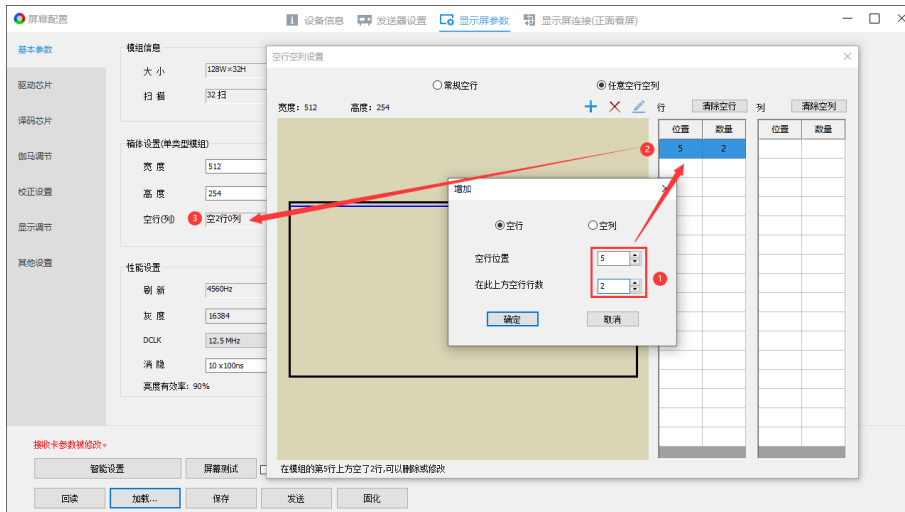 屏幕配置
设备信息
发送器设置
显示屏参数
显示屏连接(正面看屏)
基本参数
驱动芯片
译码芯片
伽马调节
校正设置
显示调节
其他设置
模组信息
大 小 128W×32H
扫 描 32 扫
箱体设置(单类型模组)
宽 度 512
高 度 254
空行(列) 3 空2行0列
性能设置
刷 新 4560Hz
灰 度 16384
DCLK 12.5 MHz
消 隐 10 x100ns
亮度有效率: 90%
空行空列设置
常规空行
任意空行空列
宽度: 512 高度: 254
行 清除空行 列 清除空列
位置 数量 位置 数量
2 5 2
增加
空行 空列
空行位置 5
在此上方空行行数 2
1
确定 取消
在模组的第5行上方空了2行,可以删除或修改
接收卡参数被修改。
智能设置 屏幕测试
回读 加载... 保存 发送 固化